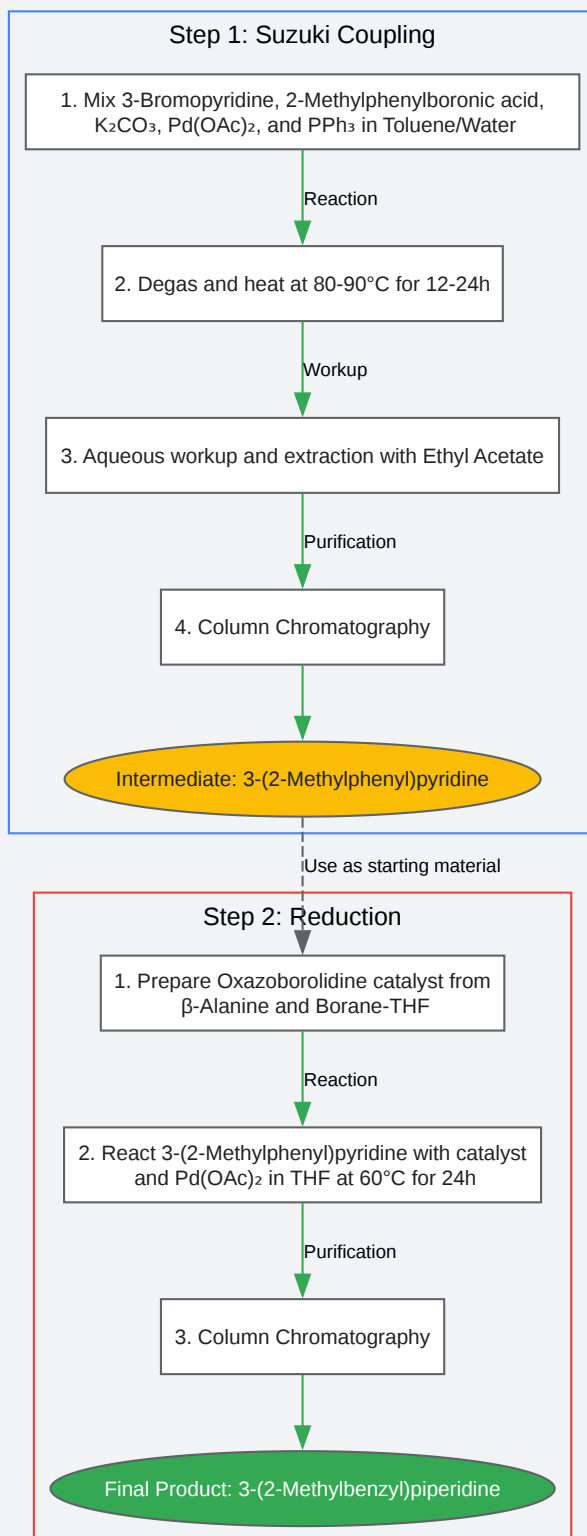 Step 1: Suzuki Coupling
1. Mix 3-Bromopyridine, 2-Methylphenylboronic acid,
K₂CO₃, Pd(OAc)₂, and PPh₃ in Toluene/Water
Reaction
2. Degas and heat at 80-90°C for 12-24h
Workup
3. Aqueous workup and extraction with Ethyl Acetate
Purification
4. Column Chromatography
Intermediate: 3-(2-Methylphenyl)pyridine
Use as starting material
Step 2: Reduction
1. Prepare Oxazoborolidine catalyst from
β-Alanine and Borane-THF
Reaction
2. React 3-(2-Methylphenyl)pyridine with catalyst
and Pd(OAc)₂ in THF at 60°C for 24h
Purification
3. Column Chromatography
Final Product: 3-(2-Methylbenzyl)piperidine